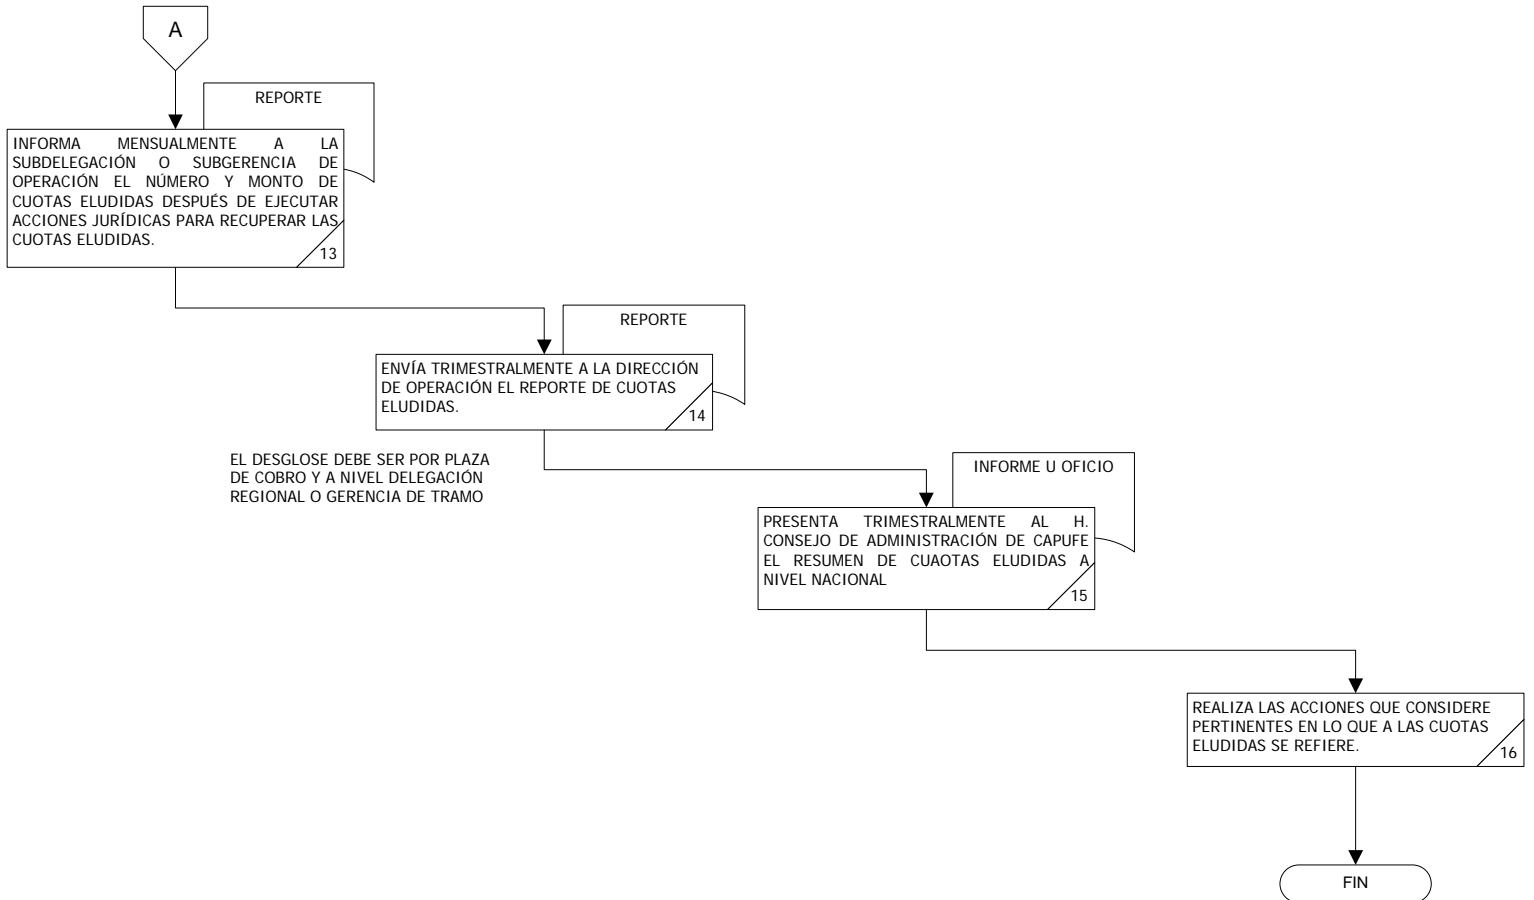 A
REPORTE
INFORMA MENSUALMENTE A LA
SUBDELEGACIÓN O SUBGERENCIA DE
OPERACIÓN EL NÚMERO Y MONTO DE
CUOTAS ELUDIDAS DESPUÉS DE EJECUTAR
ACCIONES JURÍDICAS PARA RECUPERAR LAS
CUOTAS ELUDIDAS.
13
REPORTE
ENVÍA TRIMESTRALMENTE A LA DIRECCIÓN
DE OPERACIÓN EL REPORTE DE CUOTAS
ELUDIDAS.
14
EL DESGLOSE DEBE SER POR PLAZA
DE COBRO Y A NIVEL DELEGACIÓN
REGIONAL O GERENCIA DE TRAMO
INFORME U OFICIO
PRESENTA TRIMESTRALMENTE AL H.
CONSEJO DE ADMINISTRACIÓN DE CAPUFE
EL RESUMEN DE CUAOTAS ELUDIDAS A
NIVEL NACIONAL
15
REALIZA LAS ACCIONES QUE CONSIDERE
PERTINENTES EN LO QUE A LAS CUOTAS
ELUDIDAS SE REFIERE.
16
FIN